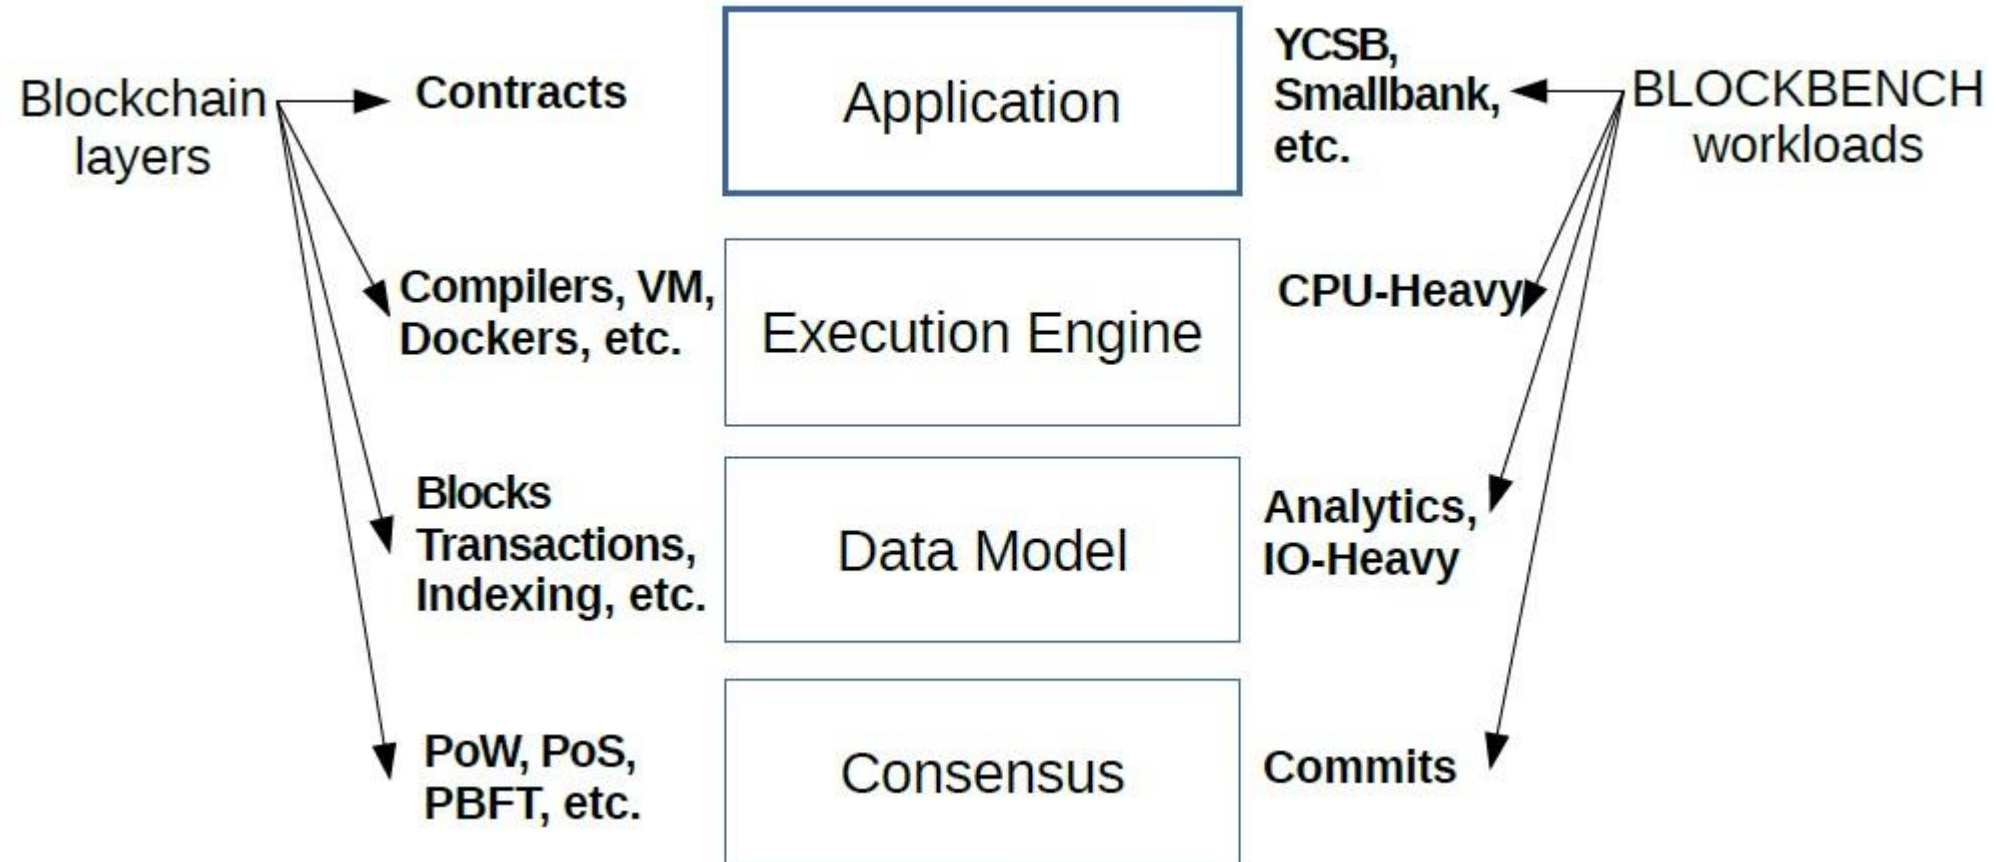 Blockchain
layers
Contracts
Application
YCSB,
Smallbank,
etc.
BLOCKBENCH
workloads
Compilers, VM,
Dockers, etc.
Execution Engine
CPU-Heavy
Blocks
Transactions,
Indexing, etc.
Data Model
Analytics,
IO-Heavy
PoW, PoS,
PBFT, etc.
Consensus
Commits